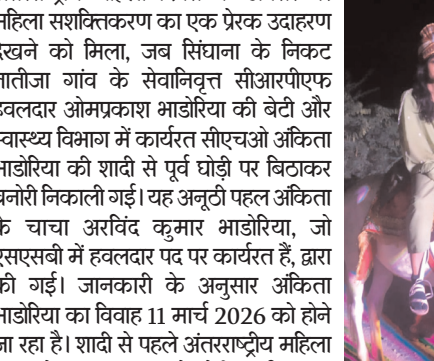 महिला सशक्तिकरण का एक प्रेरक उदाहरण
देखने को मिला, जब सिंघाना के निकट
भातीजा गांव के सेवानिवृत्त सीआरपीएफ
हवलदार ओमप्रकाश भाडोरिया की बेटी और
स्वास्थ्य विभाग में कार्यरत सीएचओ अंकिता
भाडोरिया की शादी से पूर्व घोड़ी पर बिठाकर
बनोरी निकाली गई। यह अनूठी पहल अंकिता
के चाचा अरविंद कुमार भाडोरिया, जो
एसएसबी में हवलदार पद पर कार्यरत हैं, द्वारा
की गई। जानकारी के अनुसार अंकिता
भाडोरिया का विवाह 11 मार्च 2026 को होने
जा रहा है। शादी से पहले अंतरराष्ट्रीय महिला